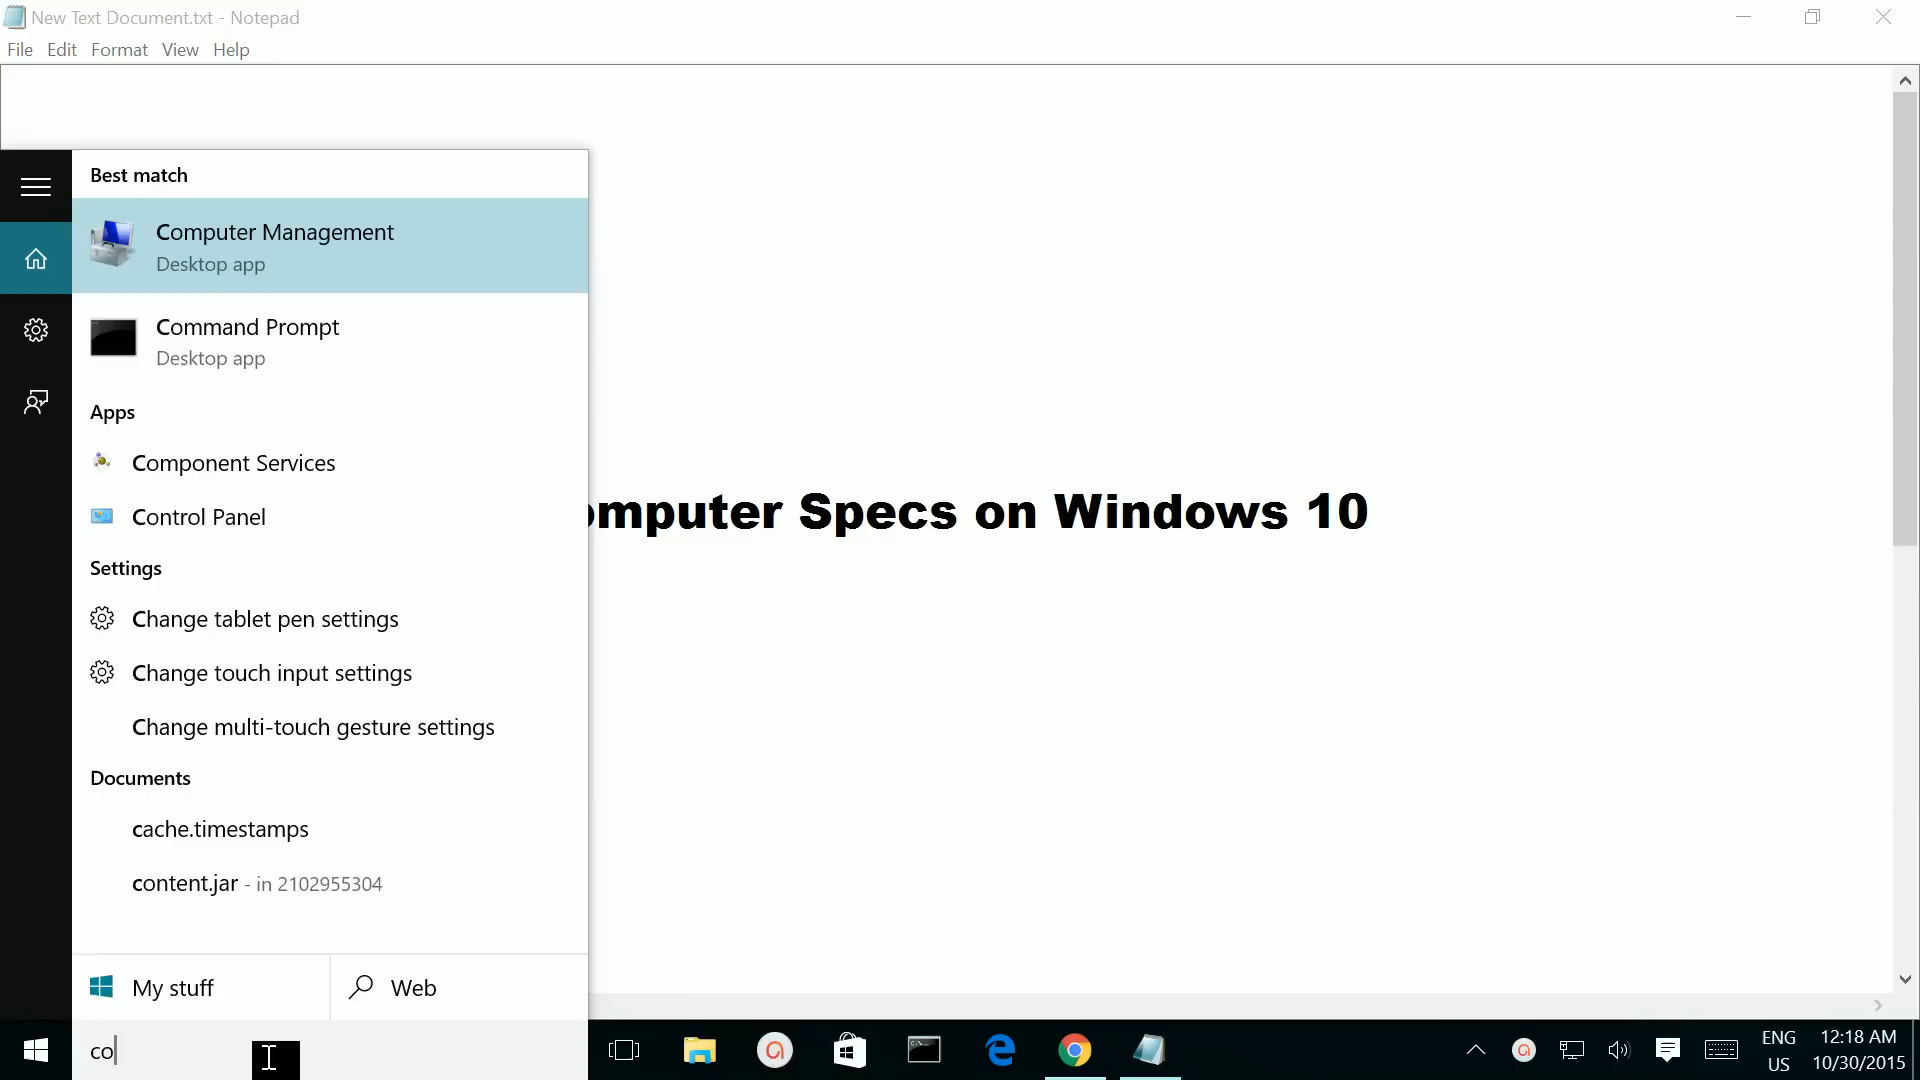 New Text Document.txt - Notepad
File Edit Format View Help
Best match
Computer Management
Desktop app
Command Prompt
Desktop app
Apps
Component Services
Control Panel
omputer Specs on Windows 10
Settings
Change tablet pen settings
Change touch input settings
Change multi-touch gesture settings
Documents
cache.timestamps
content.jar - in 2102955304
My stuff
Web
co
ENG
US
12:18 AM
10/30/2015